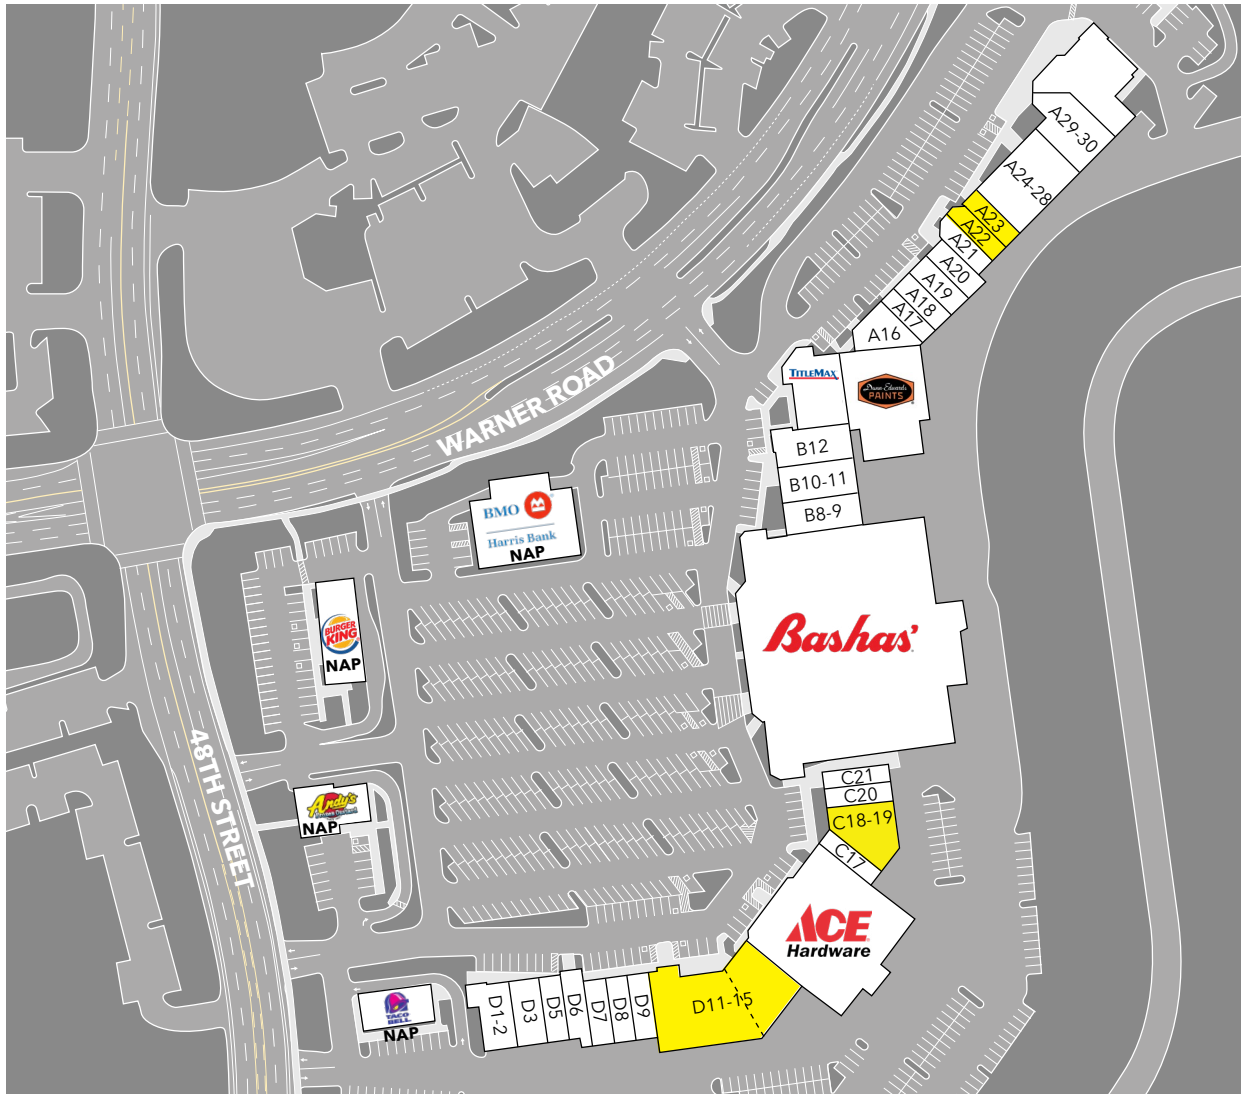 A29-30
A24-28
A23
A22
A21
A20
A19
A18
A17
A16
TITLEMAX
Dunn-Edwards
PAINTS
WARNER ROAD
B12
B10-11
B8-9
BMO
Harris Bank
NAP
BURGER
KING
NAP
Bashas'
48TH STREET
Andy's
NAP
C21
C20
C18-19
C17
ACE
Hardware
TACO
BELL
NAP
D1-2
D3
D5
D6
D7
D8
D9
D11-15